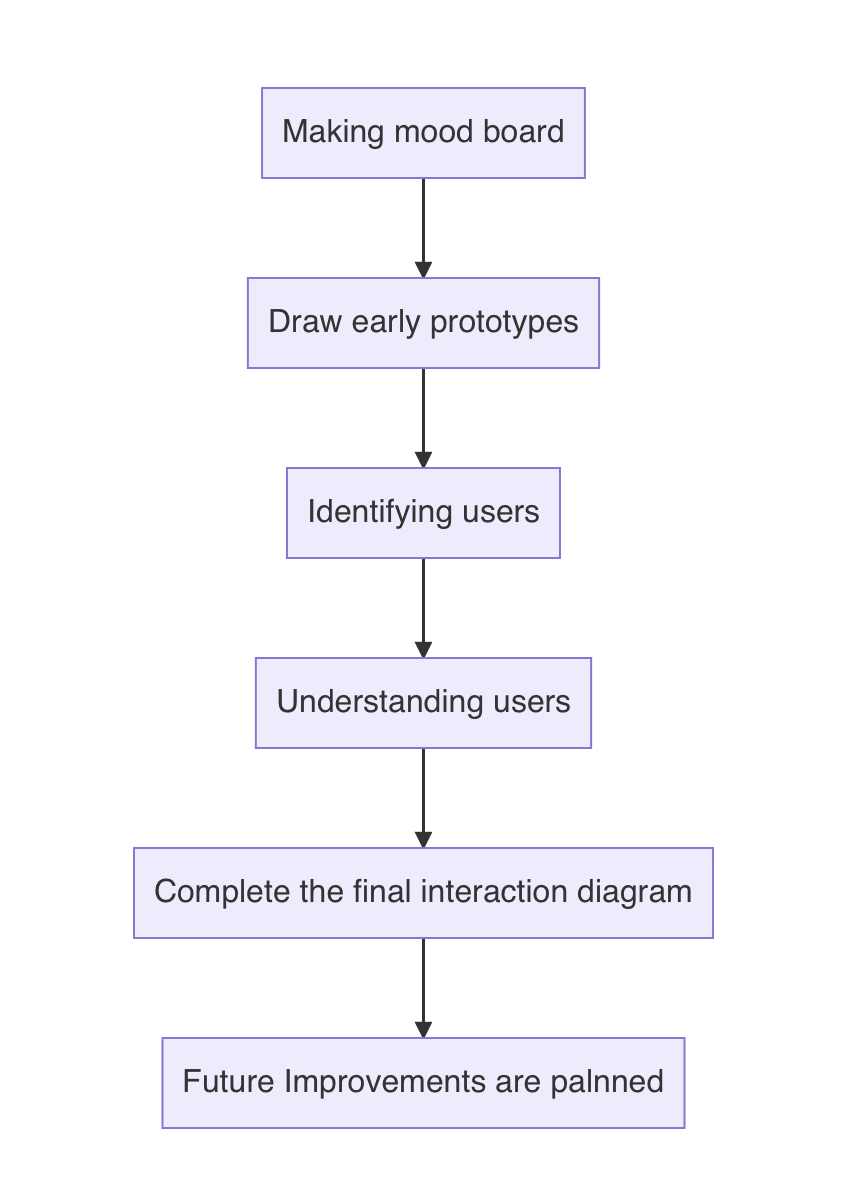 Making mood board
Draw early prototypes
Identifying users
Understanding users
Complete the final interaction diagram
Future Improvements are palnned